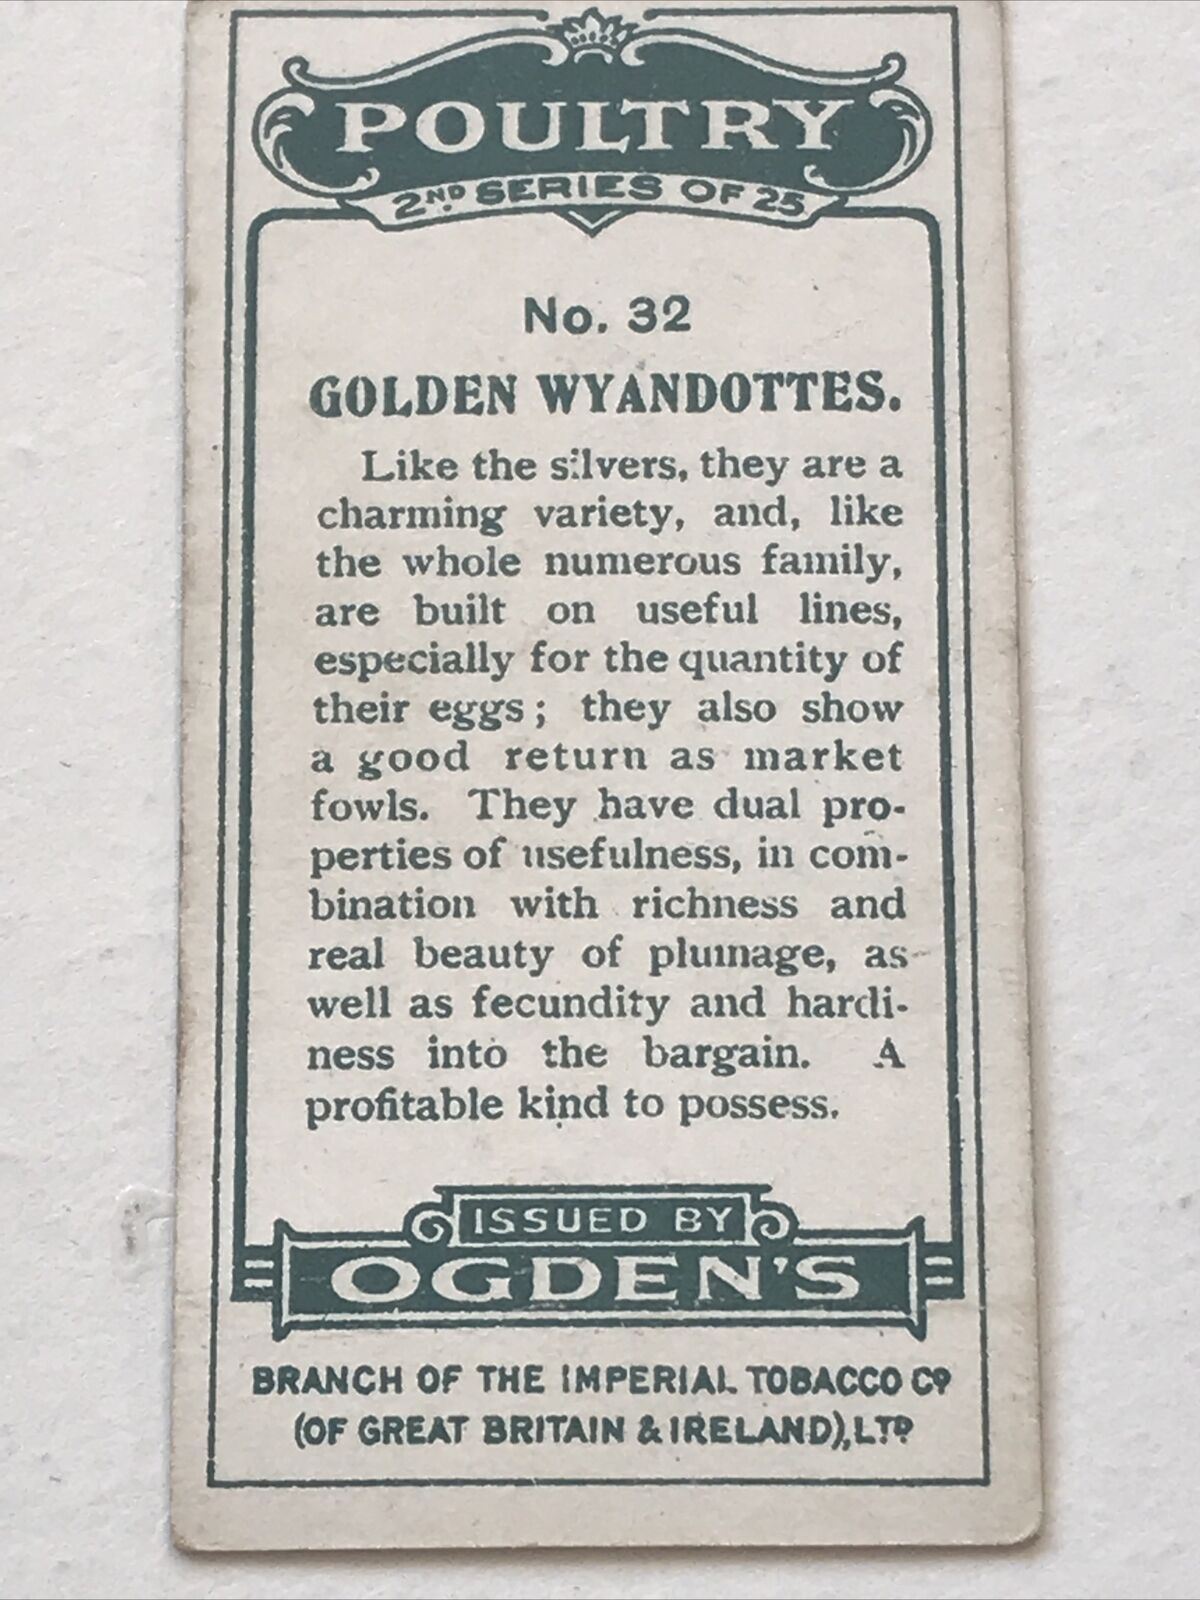 POULTRY
2ND SERIES OF 25
No. 32
GOLDEN WYANDOTTES.
Like the silvers, they are a
charming variety, and, like
the whole numerous family,
are built on useful lines,
especially for the quantity of
their eggs; they also show
a good return as market
fowls. They have dual pro-
perties of usefulness, in com-
bination with richness and
real beauty of plumage, as
well as fecundity and hardi-
ness into the bargain. A
profitable kind to possess.
ISSUED BY
OGDEN'S
BRANCH OF THE IMPERIAL TOBACCO CO
(OF GREAT BRITAIN & IRELAND), LTD